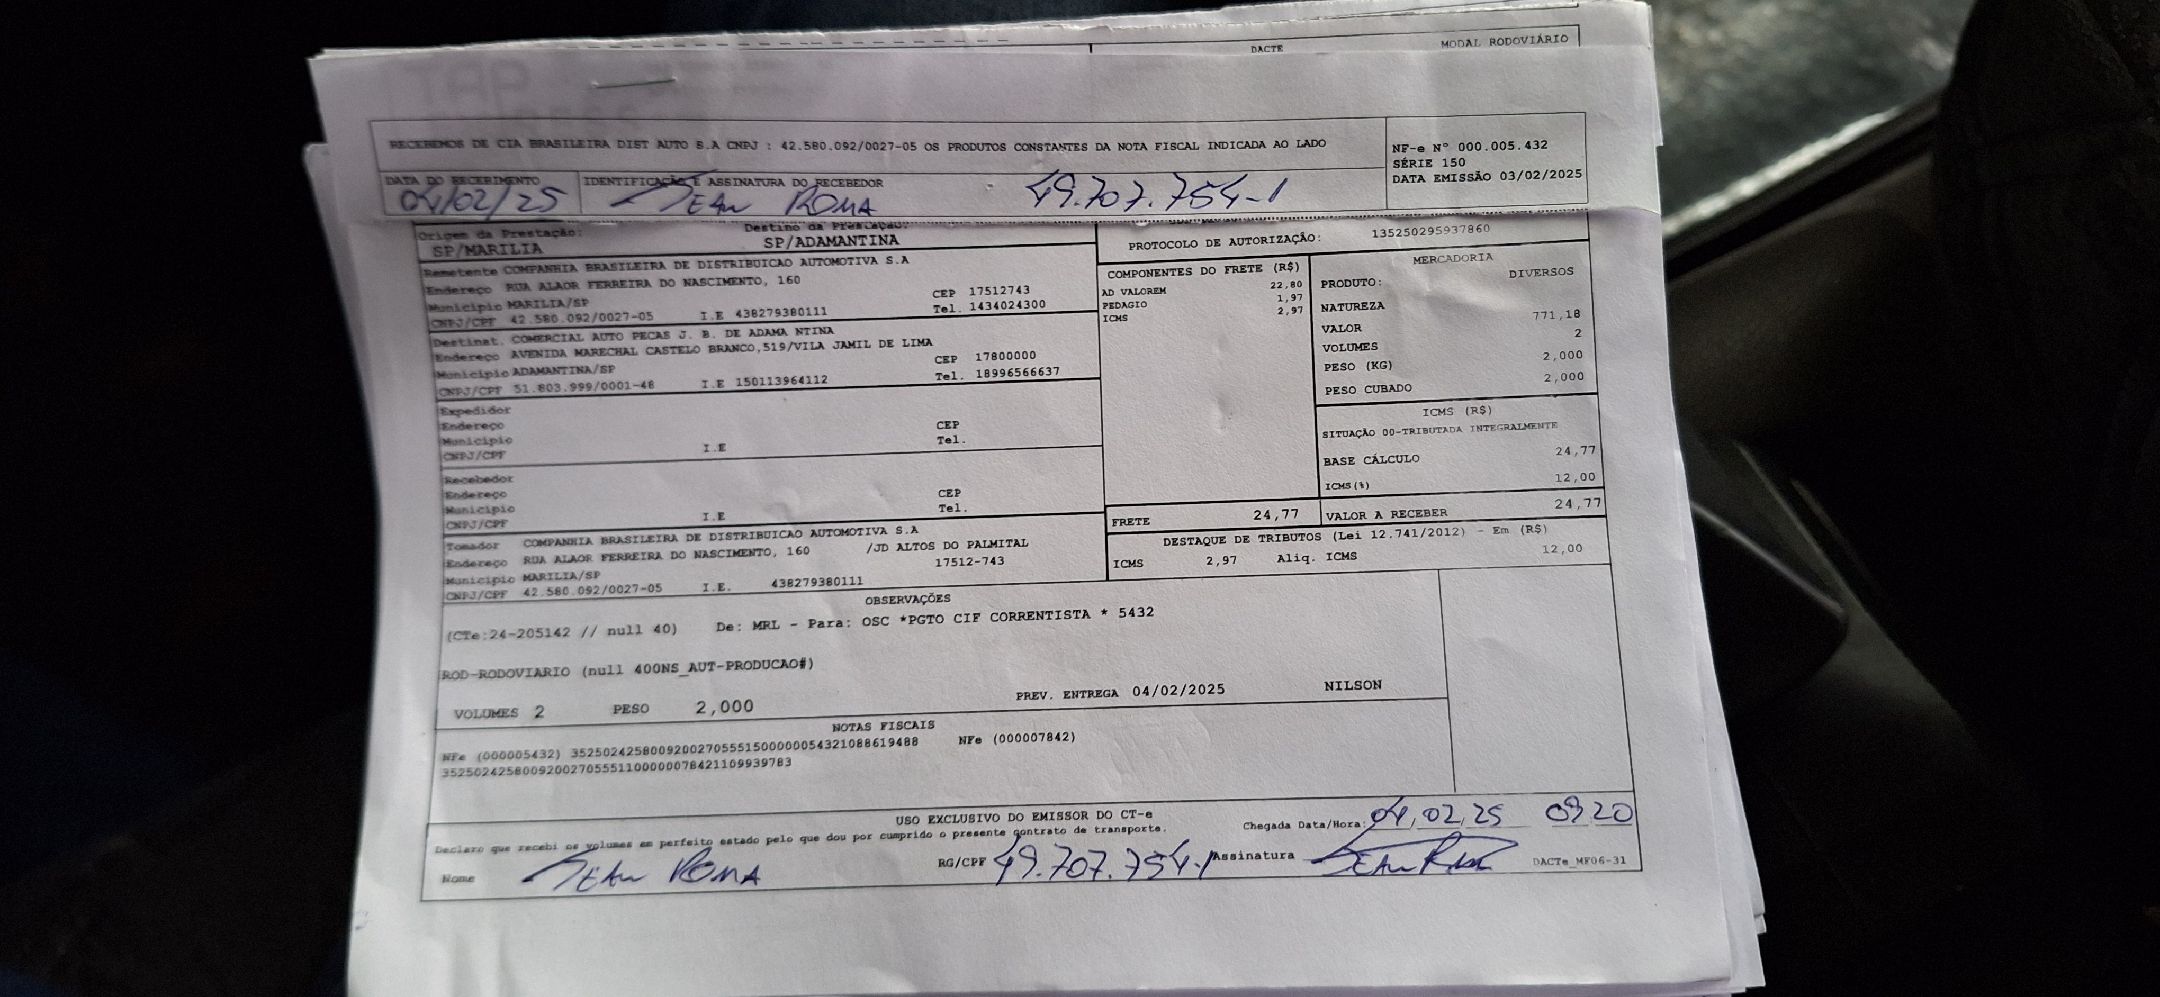 DACTE MODAL RODOVIÁRIO
RECEBEMOS DE CIA BRASILEIRA DIST AUTO S.A CNPJ : 42.580.092/0027-05 OS PRODUTOS CONSTANTES DA NOTA FISCAL INDICADA AO LADO
NF-e Nº 000.005.432
SÉRIE 150
DATA EMISSÃO 03/02/2025
DATA DO RECEBIMENTO
04/02/25
IDENTIFICAÇÃO E ASSINATURA DO RECEBEDOR
JEAN ROMA 49.707.754-1
Origem da Prestação:
SP/MARILIA
Destino da Prestação:
SP/ADAMANTINA
PROTOCOLO DE AUTORIZAÇÃO: 135250295937860
Remetente COMPANHIA BRASILEIRA DE DISTRIBUICAO AUTOMOTIVA S.A
Endereço RUA ALAOR FERREIRA DO NASCIMENTO, 160
Município MARILIA/SP CEP 17512743
CNPJ/CPF 42.580.092/0027-05 I.E 438279380111 Tel. 1434024300
Destinat. COMERCIAL AUTO PECAS J. B. DE ADAMA NTINA
Endereço AVENIDA MARECHAL CASTELO BRANCO,519/VILA JAMIL DE LIMA
Município ADAMANTINA/SP CEP 17800000
CNPJ/CPF 51.803.999/0001-48 I.E 150113964112 Tel. 18996566637
Expedidor
Endereço CEP
Município Tel.
CNPJ/CPF I.E
Recebedor
Endereço CEP
Município Tel.
CNPJ/CPF I.E
Tomador COMPANHIA BRASILEIRA DE DISTRIBUICAO AUTOMOTIVA S.A
Endereço RUA ALAOR FERREIRA DO NASCIMENTO, 160 /JD ALTOS DO PALMITAL
Município MARILIA/SP 17512-743
CNPJ/CPF 42.580.092/0027-05 I.E. 438279380111
COMPONENTES DO FRETE (R$)
AD VALOREM 22,80
PEDAGIO 1,97
ICMS 2,97
FRETE 24,77
MERCADORIA
PRODUTO: DIVERSOS
NATUREZA
VALOR 771,18
VOLUMES 2
PESO (KG) 2,000
PESO CUBADO 2,000
ICMS (R$)
SITUAÇÃO 00-TRIBUTADA INTEGRALMENTE
BASE CÁLCULO 24,77
ICMS(%) 12,00
VALOR A RECEBER 24,77
DESTAQUE DE TRIBUTOS (Lei 12.741/2012) - Em (R$)
ICMS 2,97 Aliq. ICMS 12,00
OBSERVAÇÕES
(CTe:24-205142 // null 40) De: MRL - Para: OSC *PGTO CIF CORRENTISTA * 5432
ROD-RODOVIARIO (null 400NS_AUT-PRODUCAO#)
VOLUMES 2 PESO 2,000 PREV. ENTREGA 04/02/2025 NILSON
NOTAS FISCAIS
NFe (000005432) 35250242580092002705551500000054321088619488 NFe (000007842)
35250242580092002705551100000078421109939783
USO EXCLUSIVO DO EMISSOR DO CT-e
Declaro que recebi os volumes em perfeito estado pelo que dou por cumprido o presente contrato de transporte.
Chegada Data/Hora: 04,02,25 09 20
Nome JEAN ROMA RG/CPF 49.707.754-1 Assinatura
DACTe_MF06-31